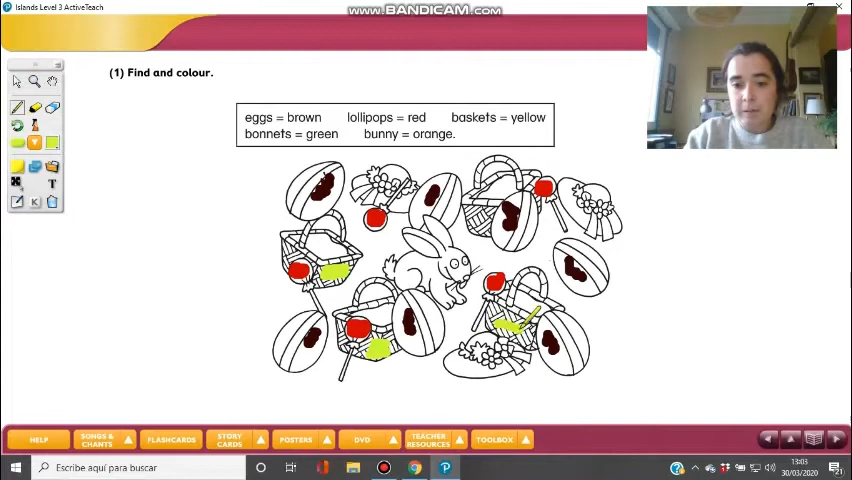 Islands Level 3 ActiveTeach
www.BANDICAM.com
(1) Find and colour.
eggs = brown lollipops = red baskets = yellow
bonnets = green bunny = orange.
T
K
HELP
SONGS & CHANTS
FLASHCARDS
STORY CARDS
POSTERS
DVD
TEACHER RESOURCES
TOOLBOX
Escribe aquí para buscar
13:03
30/03/2020
21